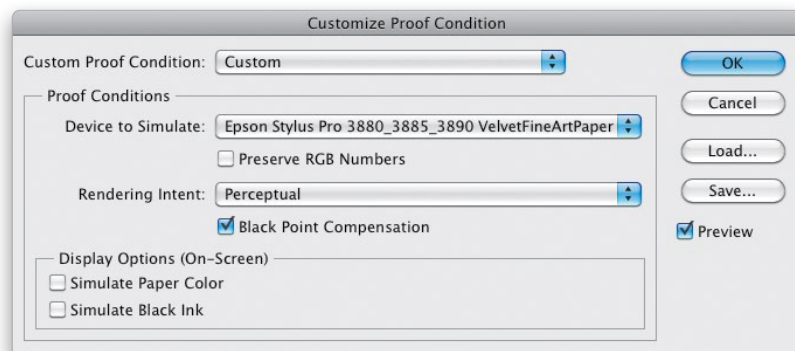 Customize Proof Condition
Custom Proof Condition: Custom
OK
Proof Conditions
Cancel
Device to Simulate: Epson Stylus Pro 3880_3885_3890 VelvetFineArtPaper
Preserve RGB Numbers
Load...
Rendering Intent: Perceptual
Save...
Black Point Compensation
Preview
Display Options (On-Screen)
Simulate Paper Color
Simulate Black Ink